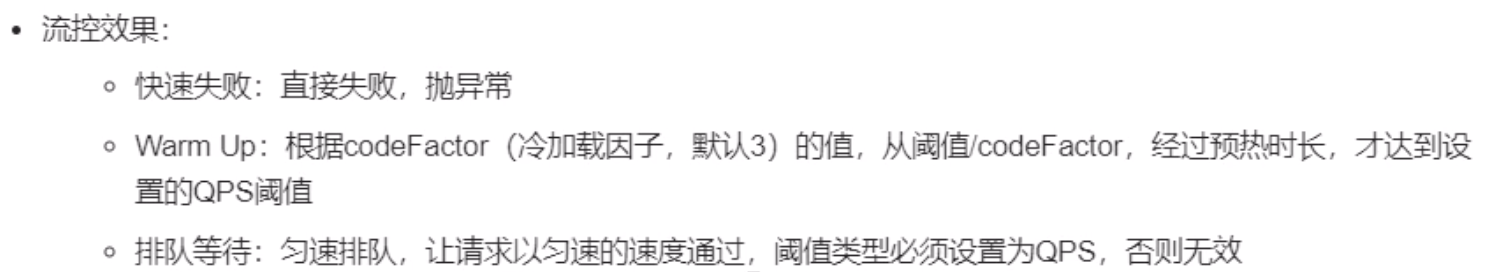 • 流控效果：
◦ 快速失败：直接失败，抛异常
◦ Warm Up：根据codeFactor（冷加载因子，默认3）的值，从阈值/codeFactor，经过预热时长，才达到设
置的QPS阈值
◦ 排队等待：匀速排队，让请求以匀速的速度通过，阈值类型必须设置为QPS，否则无效